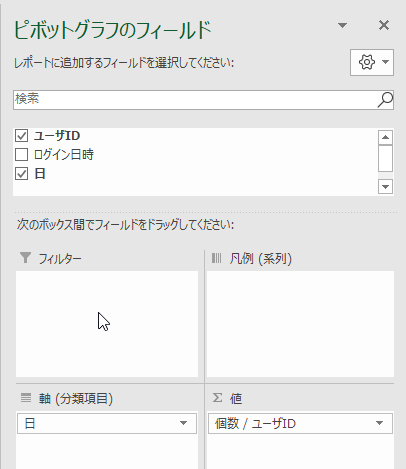 ピボットグラフのフィールド
レポートに追加するフィールドを選択してください:
検索
ユーザID
ログイン日時
日
次のボックス間でフィールドをドラッグしてください:
フィルター
凡例 (系列)
軸 (分類項目)
Σ 値
日
個数 / ユーザID